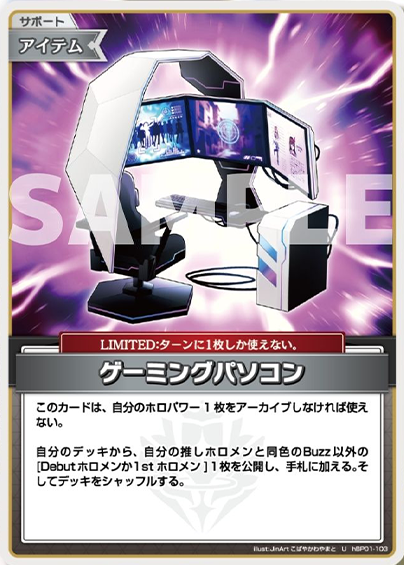 サポート
アイテム
SAMPLE
LIMITED:ターンに1枚しか使えない。
ゲーミングパソコン
このカードは、自分のホロパワー1枚をアーカイブしなければ使え
ない。
自分のデッキから、自分の推しホロメンと同色のBuzz以外の
[Debutホロメンか1stホロメン]1枚を公開し、手札に加える。そ
してデッキをシャッフルする。
illust:JinArt こばやかわやまと U hBP01-103